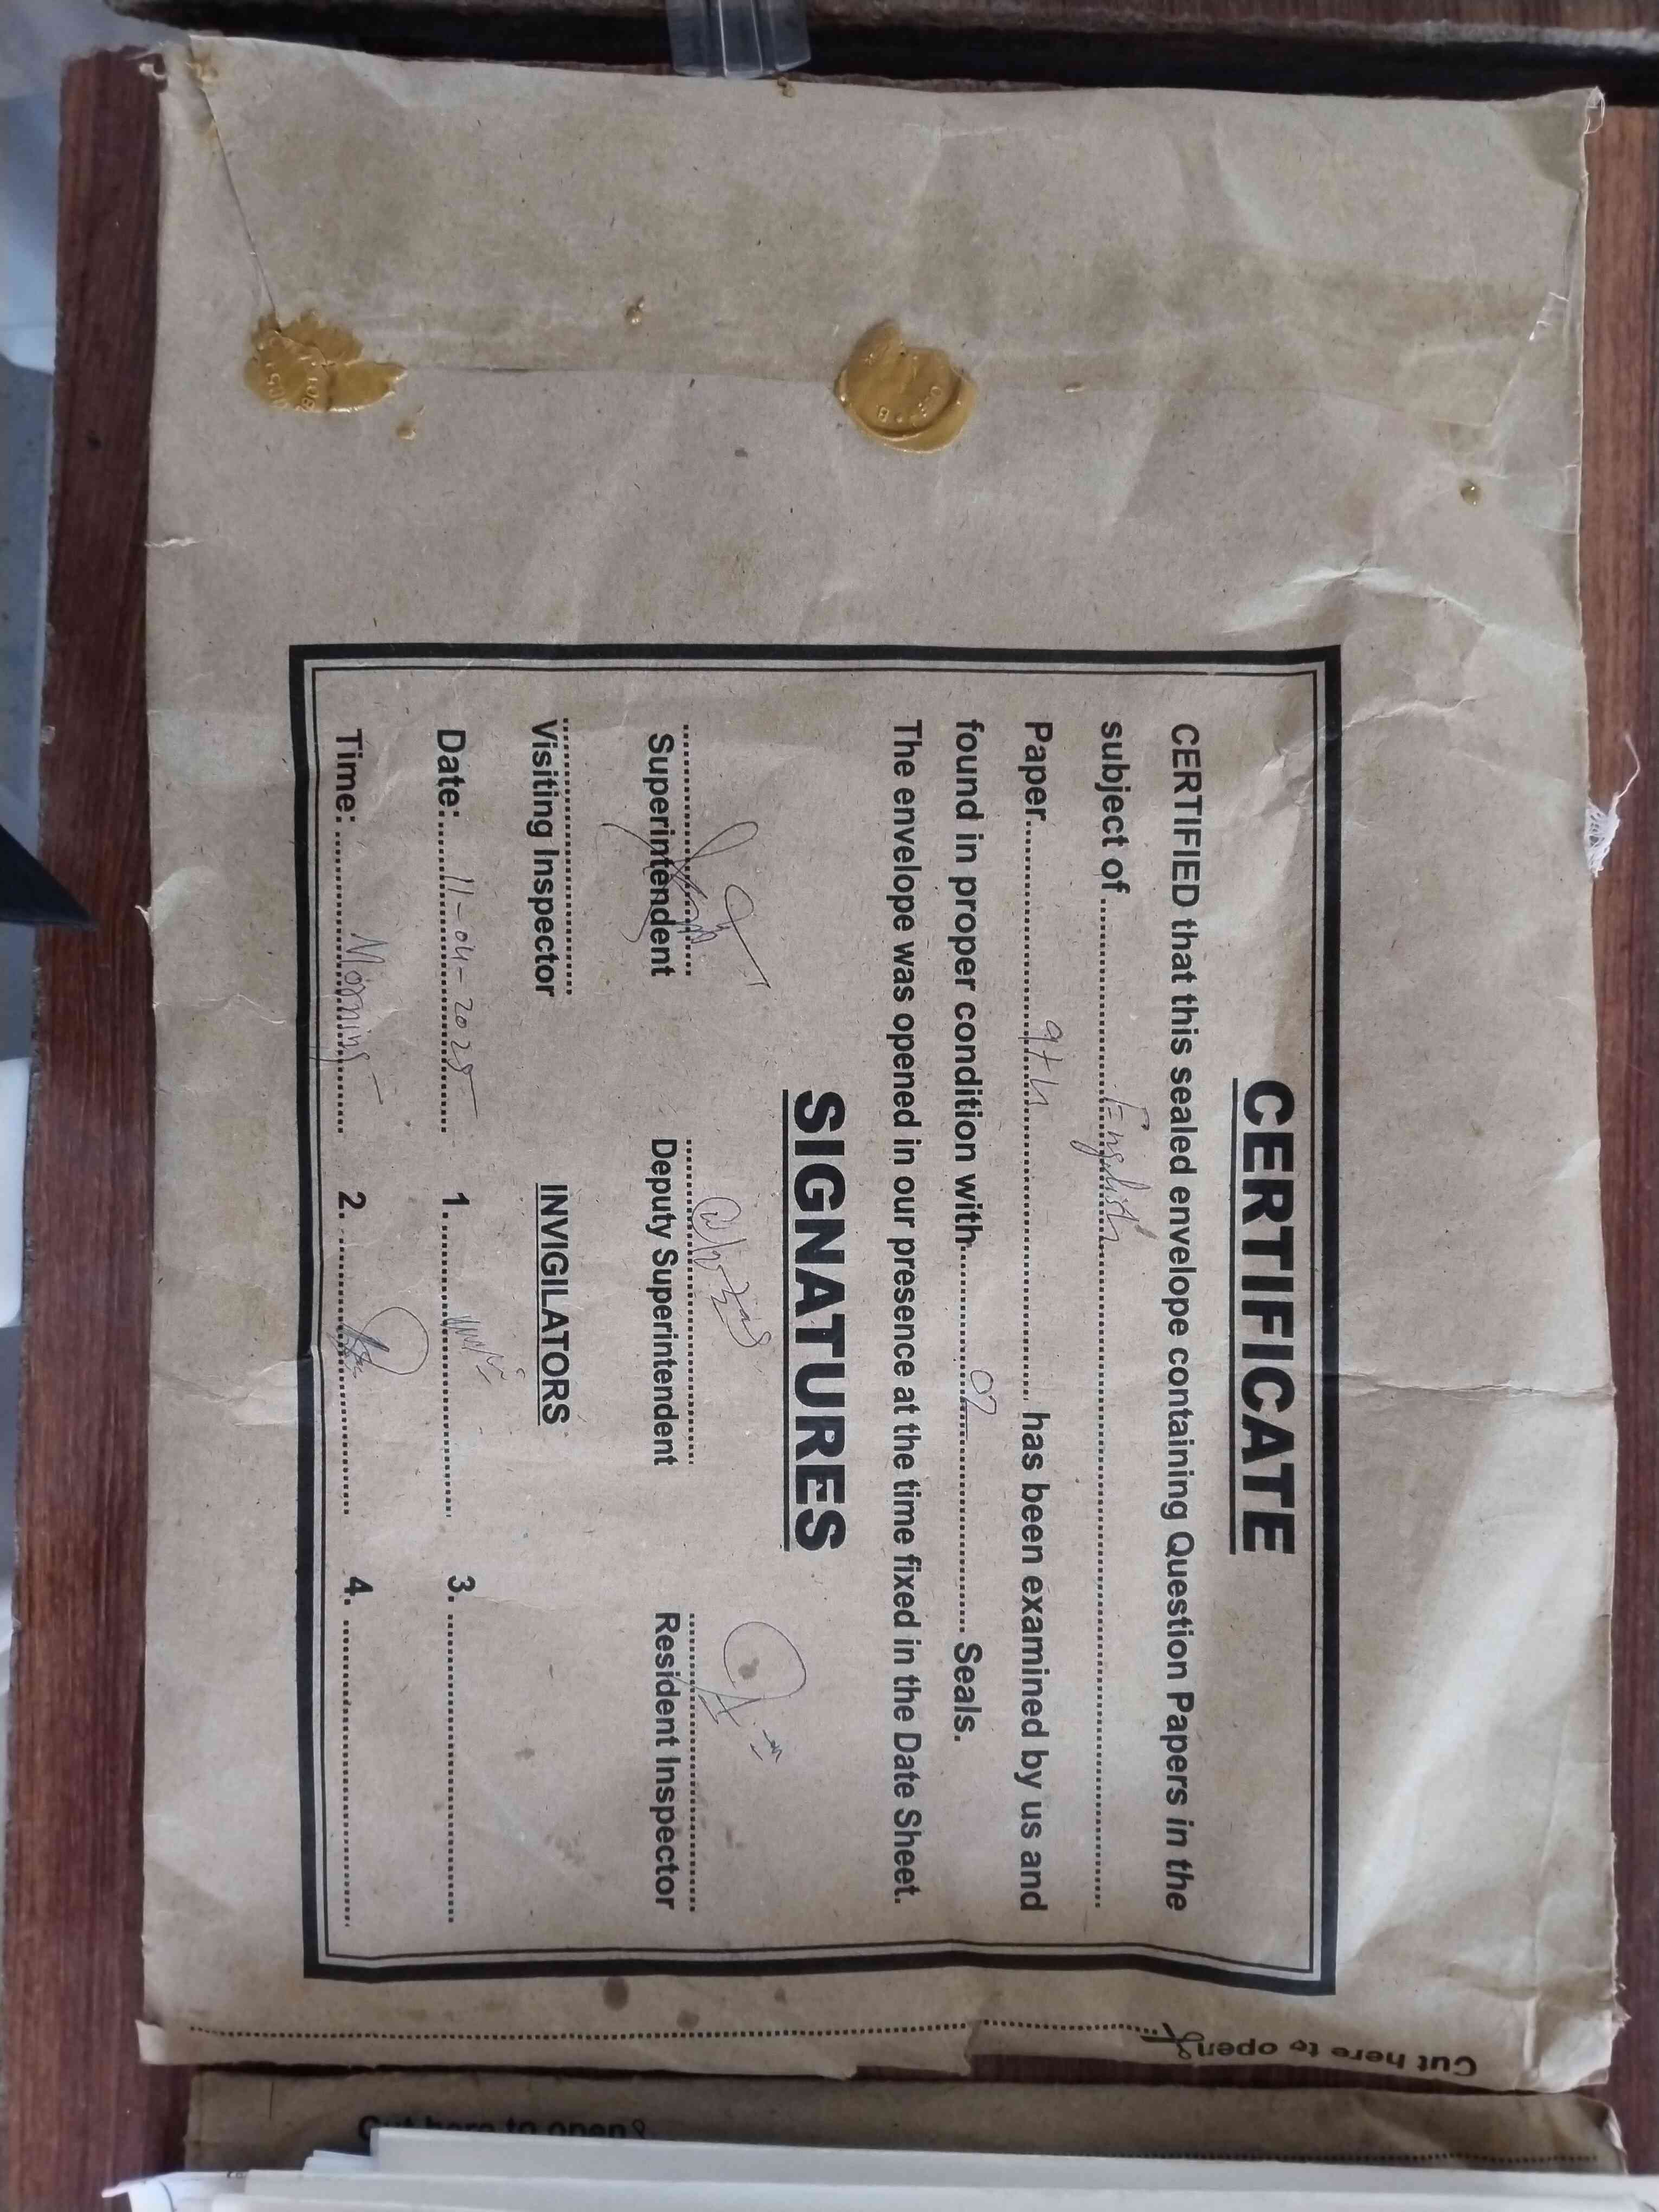 CERTIFICATE
CERTIFIED that this sealed envelope containing Question Papers in the
subject of ........ English ........
Paper ........ 9th ........ has been examined by us and
found in proper condition with ........ 02 ........ Seals.
The envelope was opened in our presence at the time fixed in the Date Sheet.
SIGNATURES
Superintendent Deputy Superintendent Resident Inspector
Visiting Inspector INVIGILATORS
Date: ........ 11-04-2025 ........ 1. ........ 3. ........
Time: ........ Morning ........ 2. ........ 4. ........
Cut here to open
Cut here to open